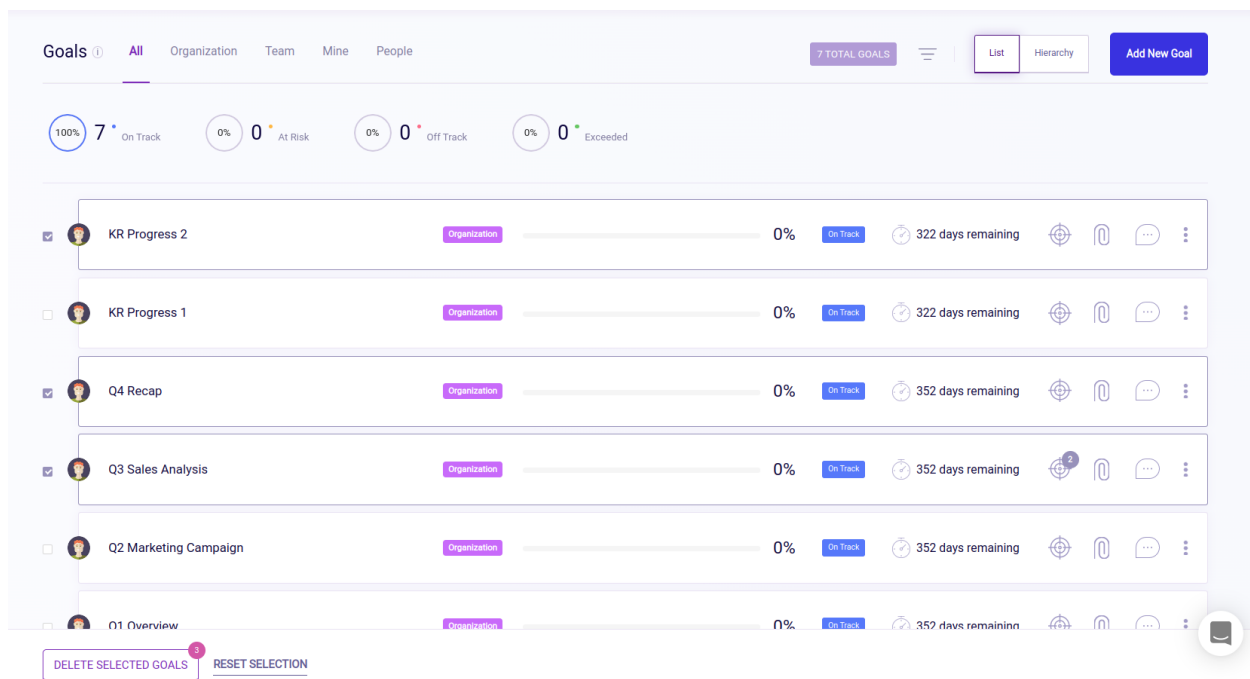 Goals All Organization Team Mine People 7 TOTAL GOALS List Hierarchy Add New Goal
100% 7 On Track 0% 0 At Risk 0% 0 Off Track 0% 0 Exceeded
KR Progress 2 Organization 0% On Track 322 days remaining
KR Progress 1 Organization 0% On Track 322 days remaining
Q4 Recap Organization 0% On Track 352 days remaining
Q3 Sales Analysis Organization 0% On Track 352 days remaining 2
Q2 Marketing Campaign Organization 0% On Track 352 days remaining
Q1 Overview Organization 0% On Track 352 days remaining
DELETE SELECTED GOALS 3 RESET SELECTION